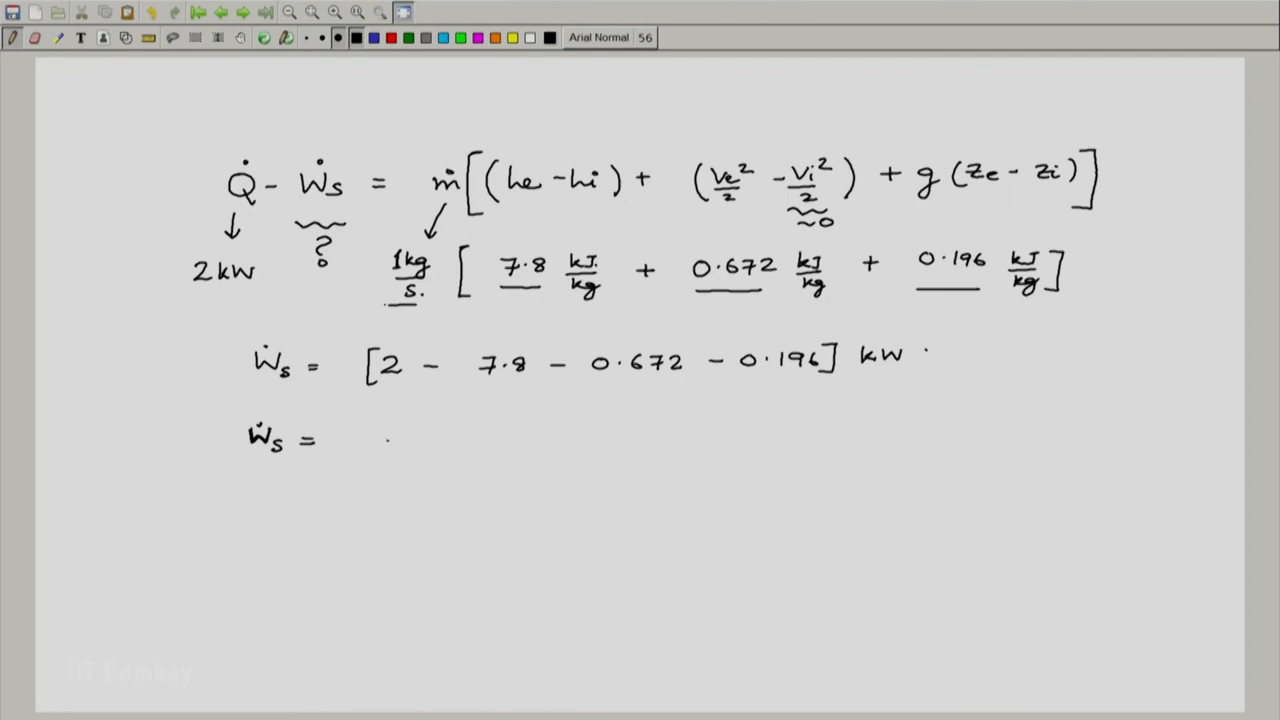 Arial Normal 56
Q̇ - Ẇs = ṁ[(he - hi) + (Ve²/2 - Vi²/2) + g(Ze - Zi)]
≈0
?
2 kW 1kg/s. [7.8 kJ/kg + 0.672 kJ/kg + 0.196 kJ/kg]
Ẇs = [2 - 7.8 - 0.672 - 0.196] kW
Ẇs =
IIT Bombay